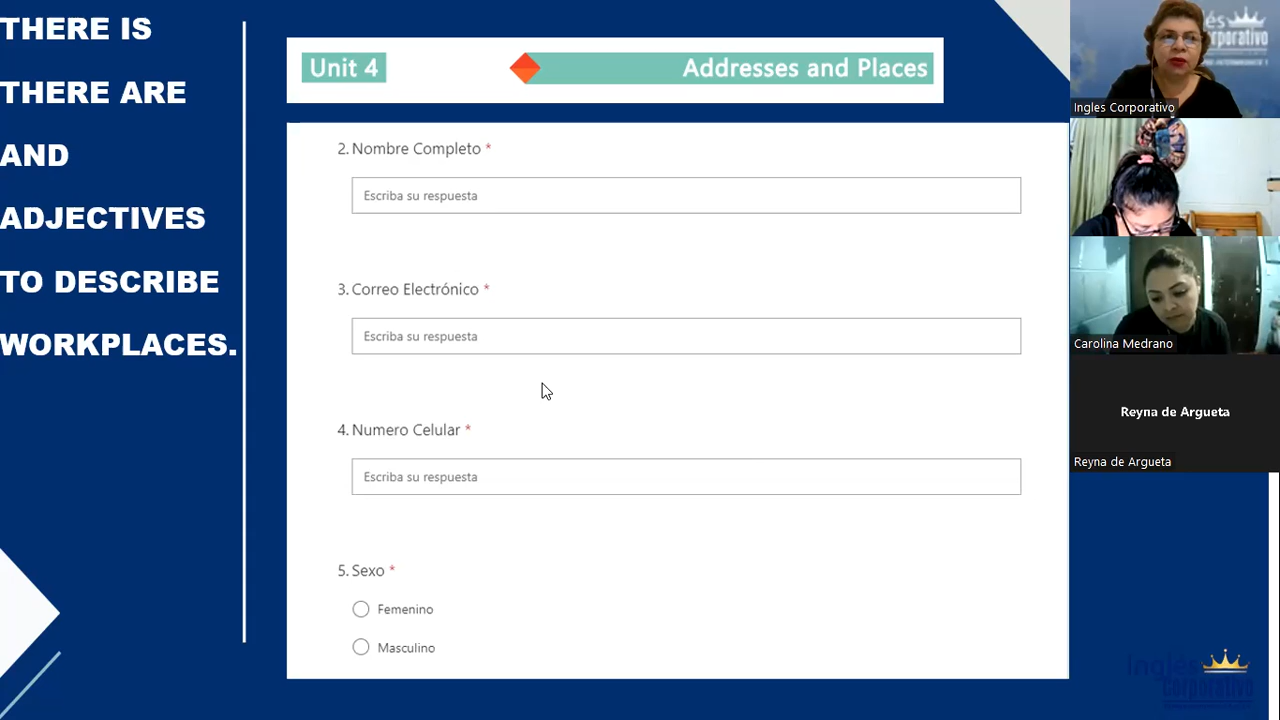 THERE IS
THERE ARE
AND
ADJECTIVES
TO DESCRIBE
WORKPLACES.
Unit 4
Addresses and Places
2. Nombre Completo *
Escriba su respuesta
3. Correo Electrónico *
Escriba su respuesta
4. Numero Celular *
Escriba su respuesta
5. Sexo *
Femenino
Masculino
Ingles Corporativo
Carolina Medrano
Reyna de Argueta
Reyna de Argueta
Inglés
Corporativo